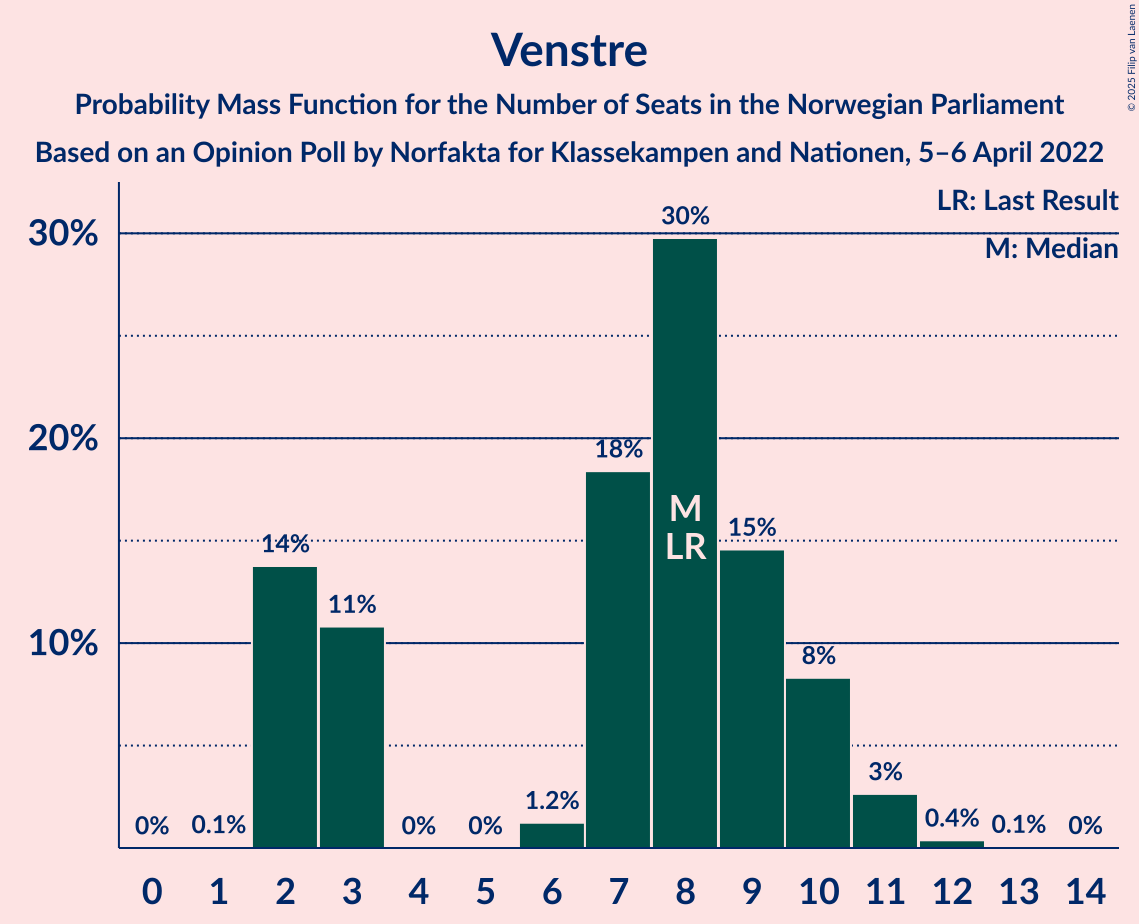 Venstre
Probability Mass Function for the Number of Seats in the Norwegian Parliament
Based on an Opinion Poll by Norfakta for Klassekampen and Nationen, 5–6 April 2022
© 2025 Filip van Laenen
LR: Last Result
M: Median
30%
20%
10%
0%
0.1%
14%
11%
0%
0%
1.2%
18%
30%
M
LR
15%
8%
3%
0.4%
0.1%
0%
0 1 2 3 4 5 6 7 8 9 10 11 12 13 14